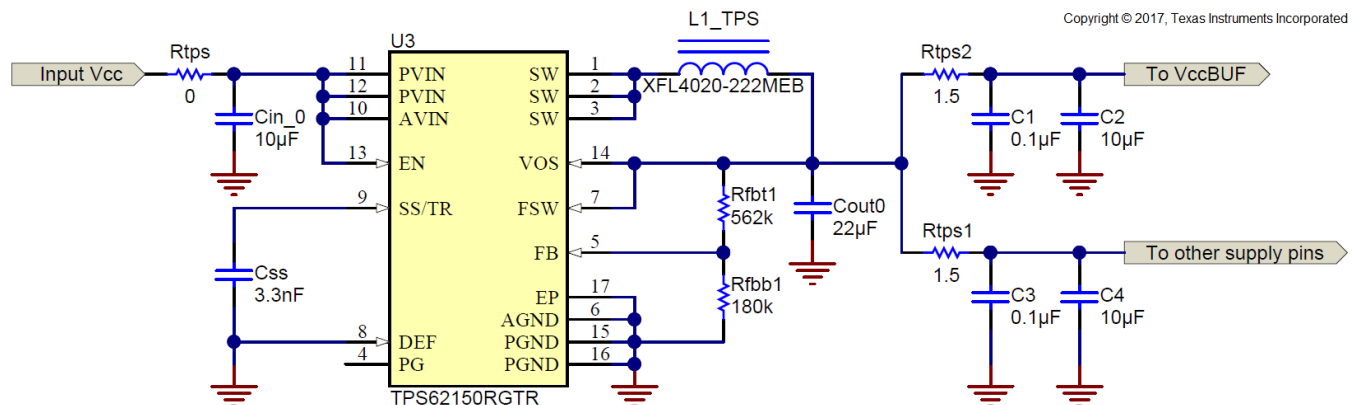 Copyright © 2017, Texas Instruments Incorporated
L1_TPS
XFL4020-222MEB
Input Vcc
Rtps
0
Cin_0
10µF
U3
11
PVIN
12
PVIN
10
AVIN
13
EN
9
SS/TR
8
DEF
4
PG
SW
1
SW
2
SW
3
VOS
14
FSW
7
FB
5
EP
17
AGND
6
PGND
15
PGND
16
TPS62150RGTR
Css
3.3nF
Rfbt1
562k
Rfbb1
180k
Cout0
22µF
Rtps2
1.5
C1
0.1µF
C2
10µF
To VccBUF
Rtps1
1.5
C3
0.1µF
C4
10µF
To other supply pins